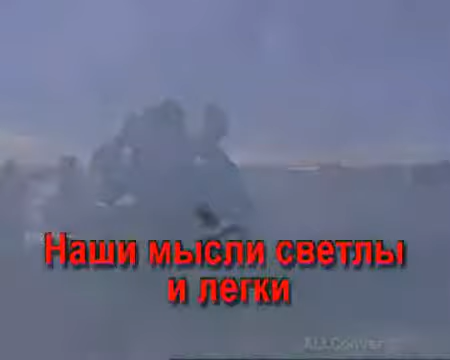 Наши мысли светлы
и легки